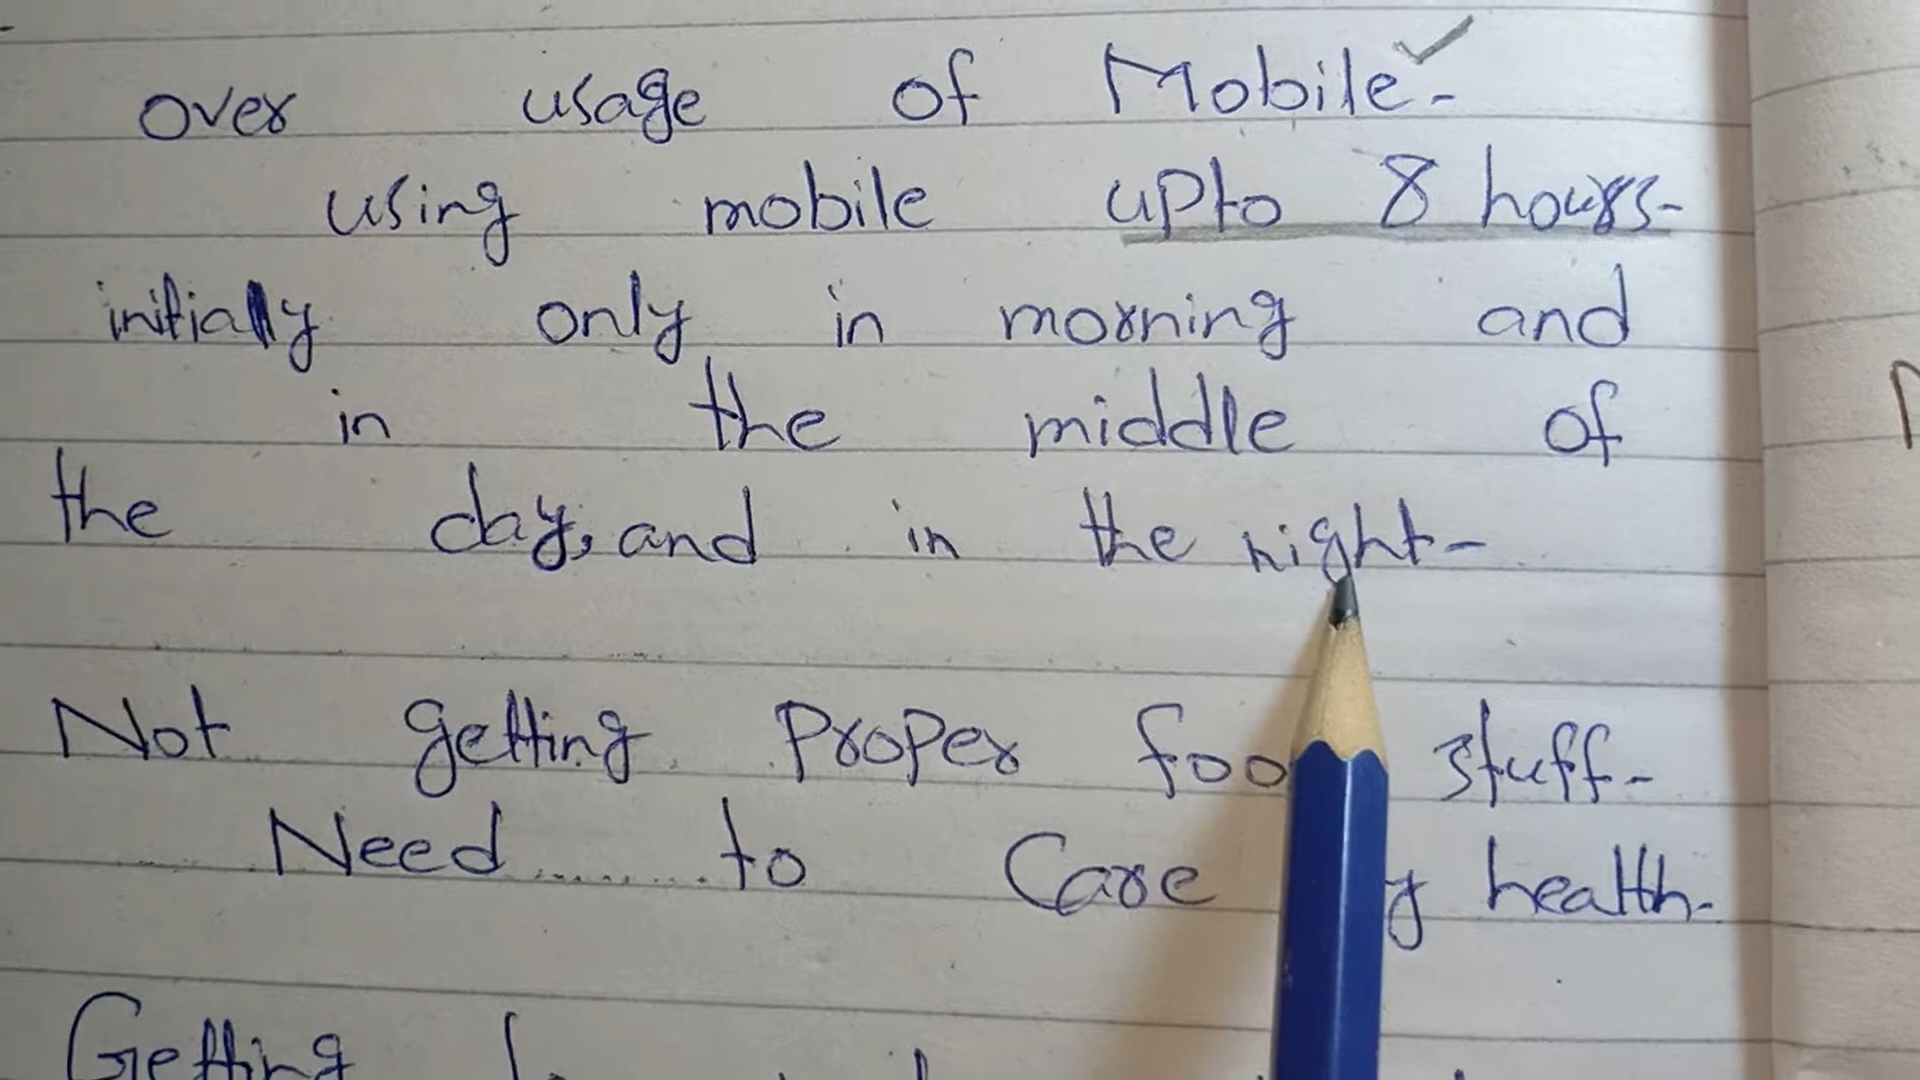 over usage of Mobile-
using mobile upto 8 hours-
initially only in morning and
in the middle of
the day, and in the night-
Not getting Proper foo stuff-
Need to Care y health-
Getting